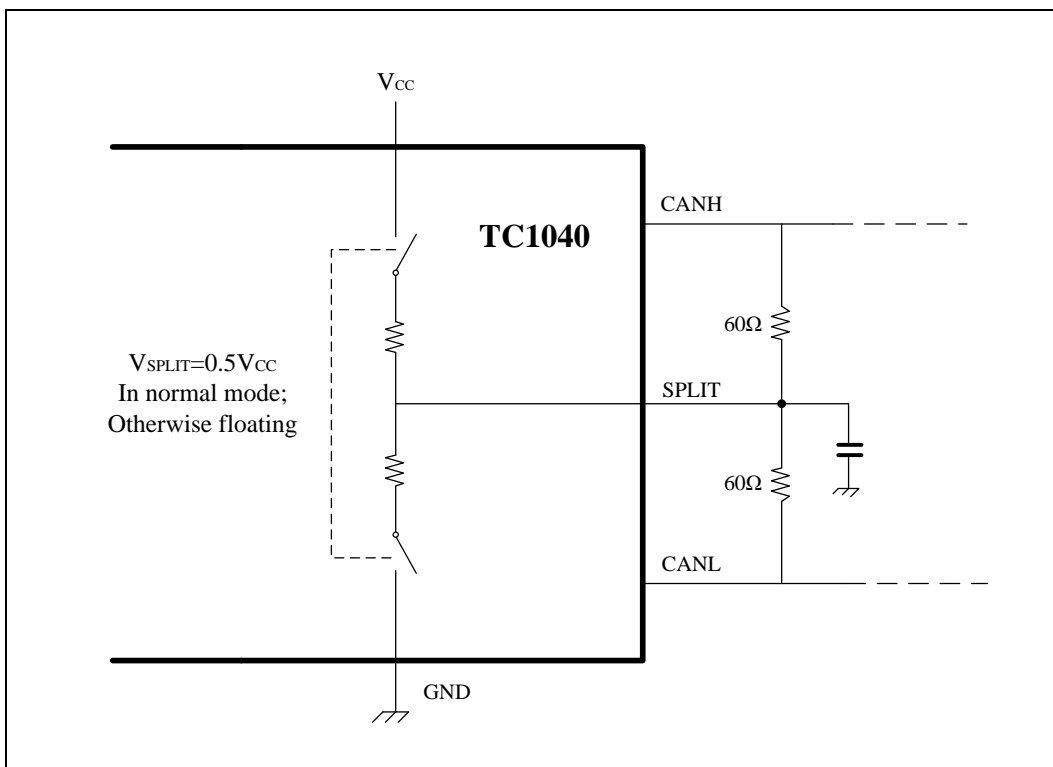 VCC
CANH
TC1040
60Ω
VSPLIT=0.5VCC
In normal mode;
Otherwise floating
SPLIT
60Ω
CANL
GND